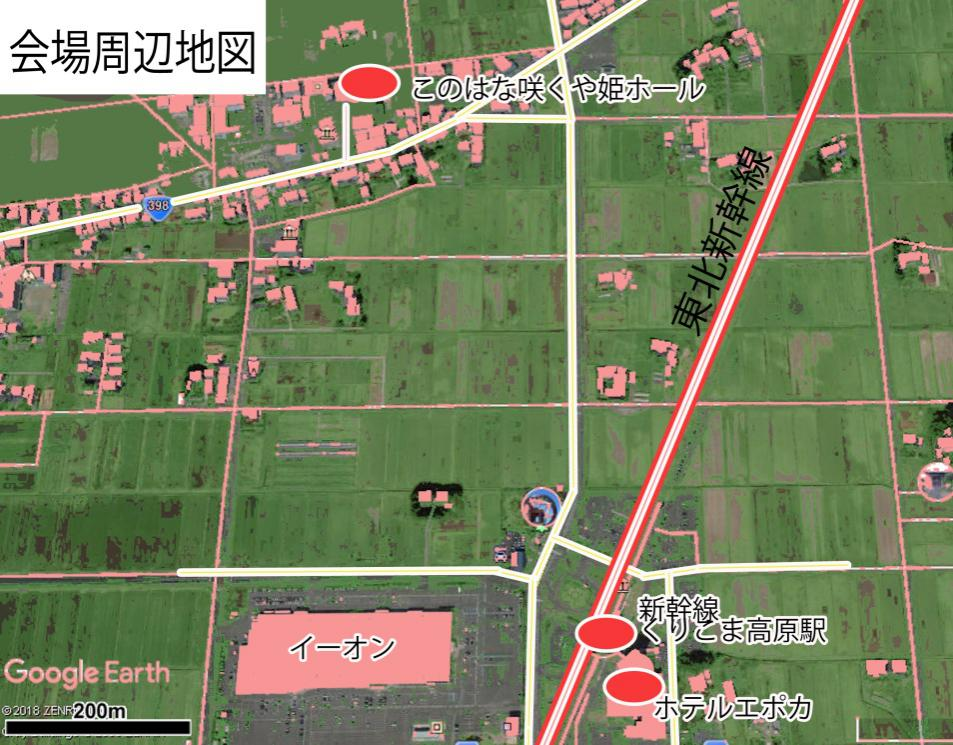 会場周辺地図
このはな咲くや姫ホール
398
東北新幹線
新幹線
くりこま高原駅
イーオン
ホテルエポカ
Google Earth
© 2018 ZENR
200m